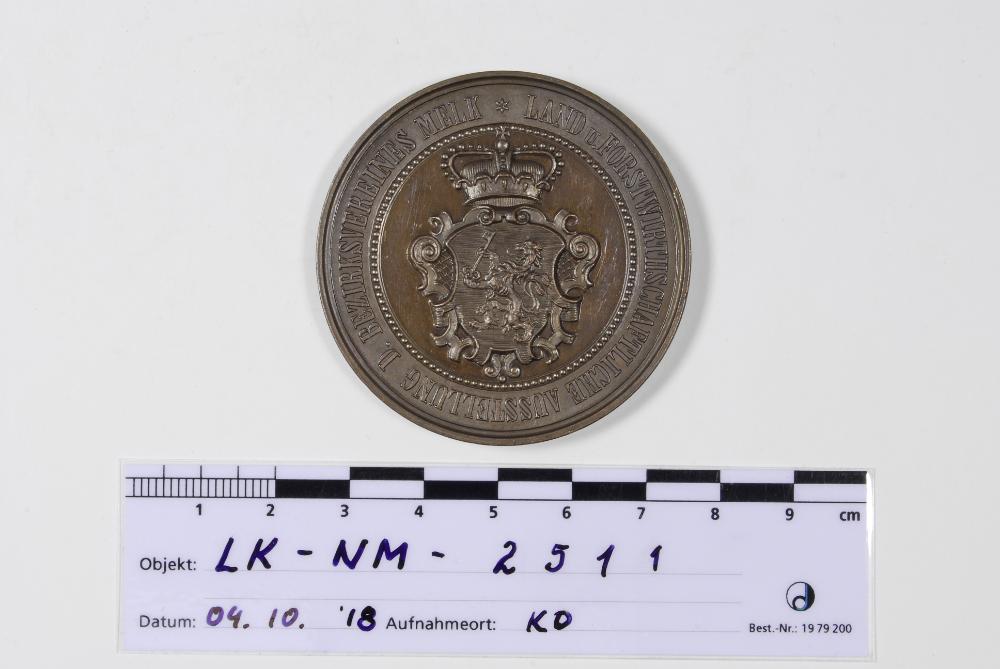 LAND U. FORSTWIRTHSCHAFTLICHE AUSSTELLUNG D. BEZIRKSVEREINES MELK *
1 2 3 4 5 6 7 8 9 cm
Objekt: LK - NM - 2511
Datum: 04. 10. '18 Aufnahmeort: KO
Best.-Nr.: 19 79 200